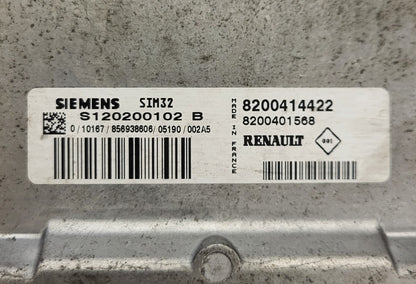 SIEMENS SIM32
S120200102 B
0/10167/856938606/05190/002A5
MADE IN FRANCE
8200414422
8200401568
RENAULT